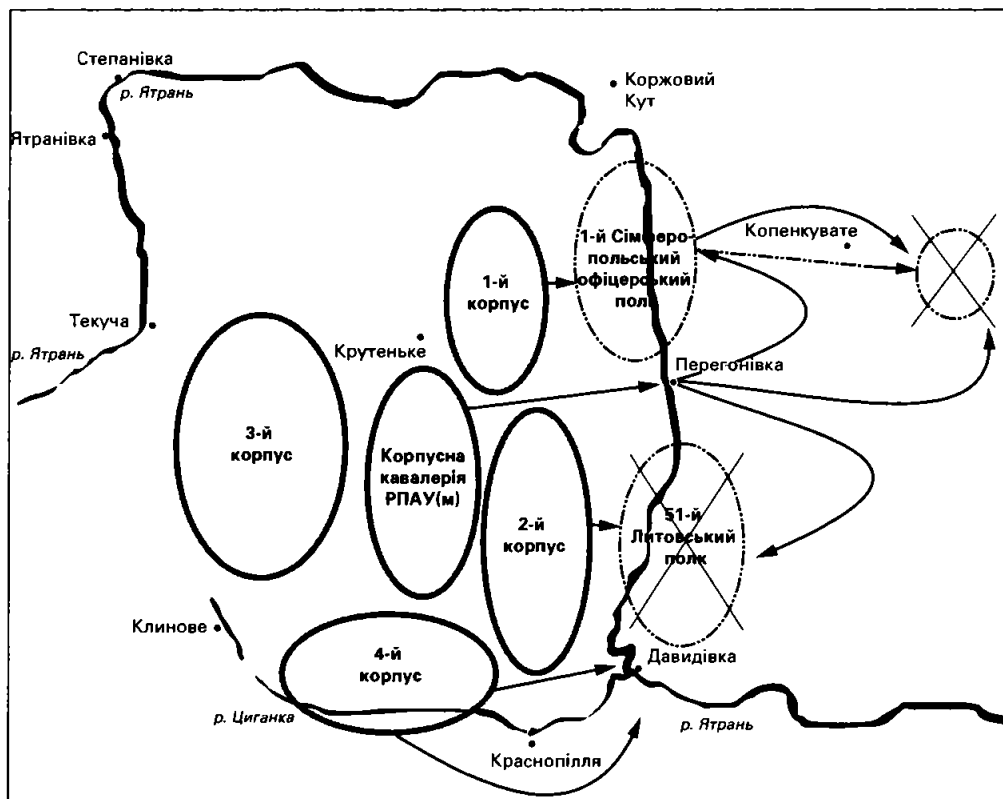 Степанівка
р. Ятрань
Коржовий
Кут
Ятранівка
1-й Сімферо-
польський
офіцерський
полк
Копенкувате
1-й
корпус
Текуча
Крутеньке
р. Ятрань
Перегонівка
3-й
корпус
Корпусна
кавалерія
РПАУ(м)
2-й
корпус
51-й
Литовський
полк
Клинове
4-й
корпус
Давидівка
р. Циганка
р. Ятрань
Краснопілля